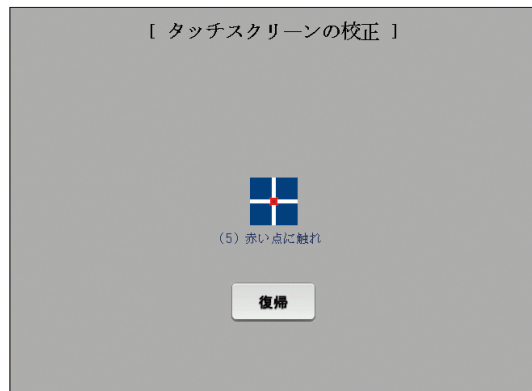 [ タッチスクリーンの校正 ]
(5) 赤い点に触れ
復帰